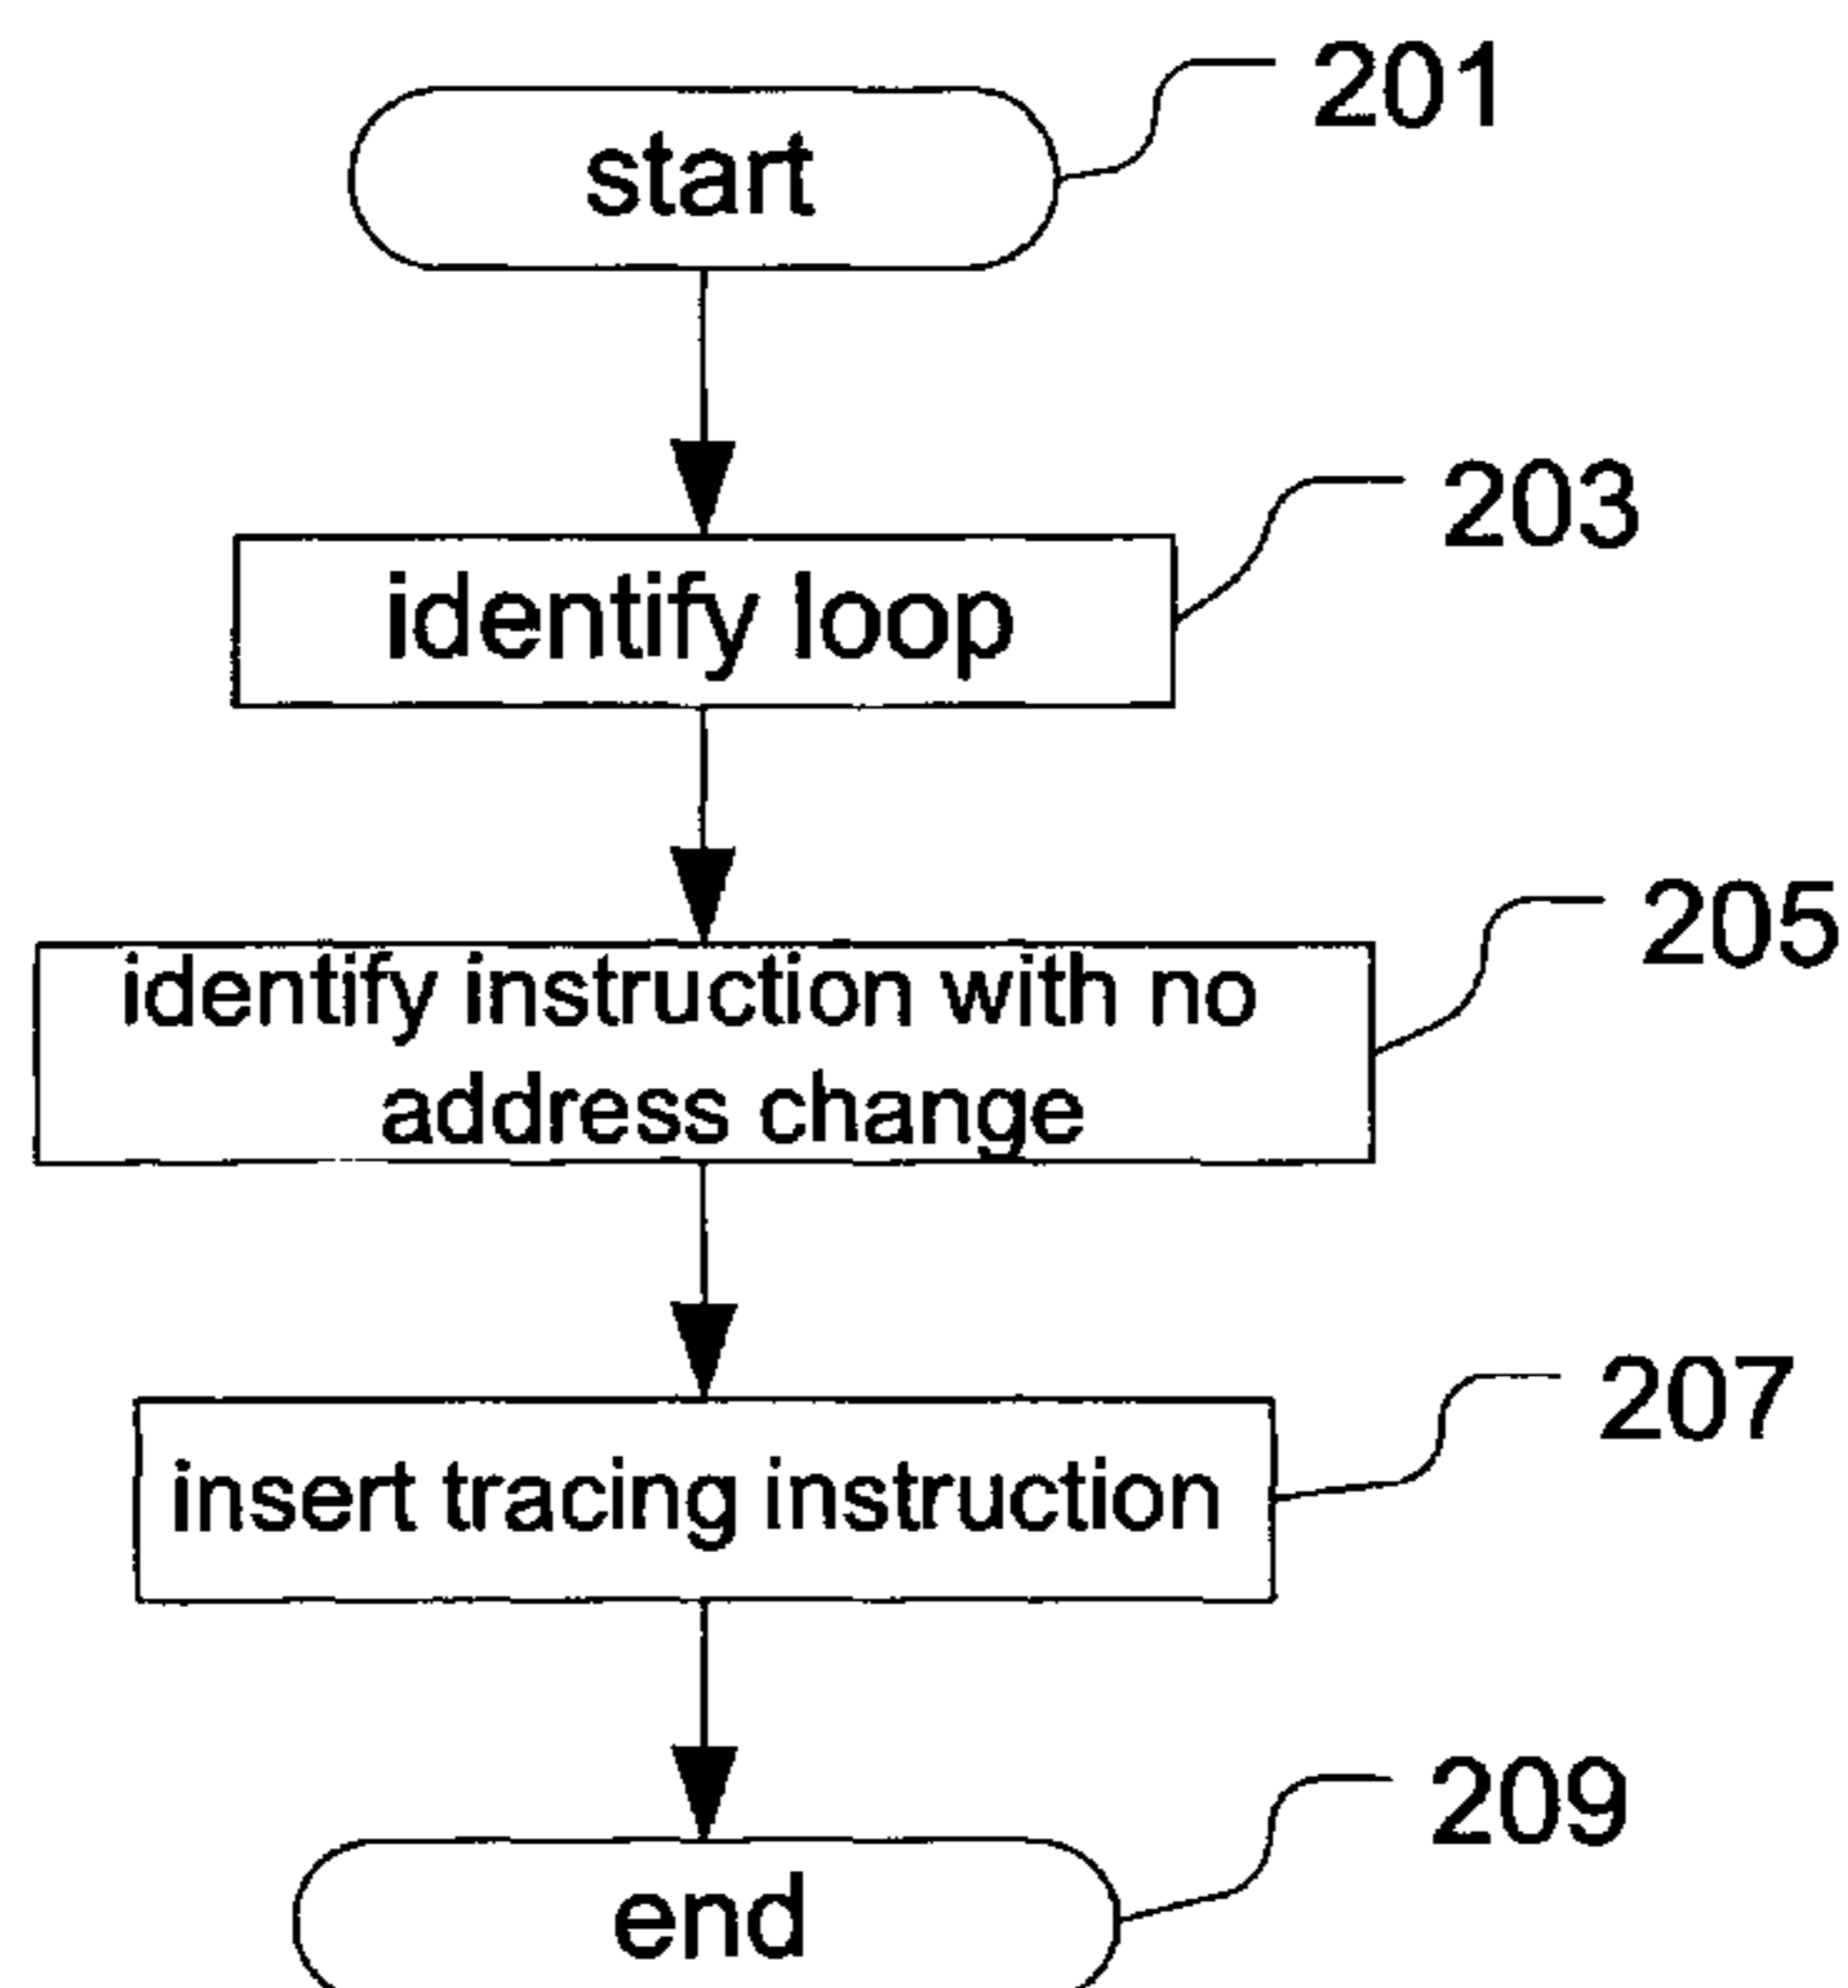 201
start
203
identify loop
205
identify instruction with no
address change
207
insert tracing instruction
209
end